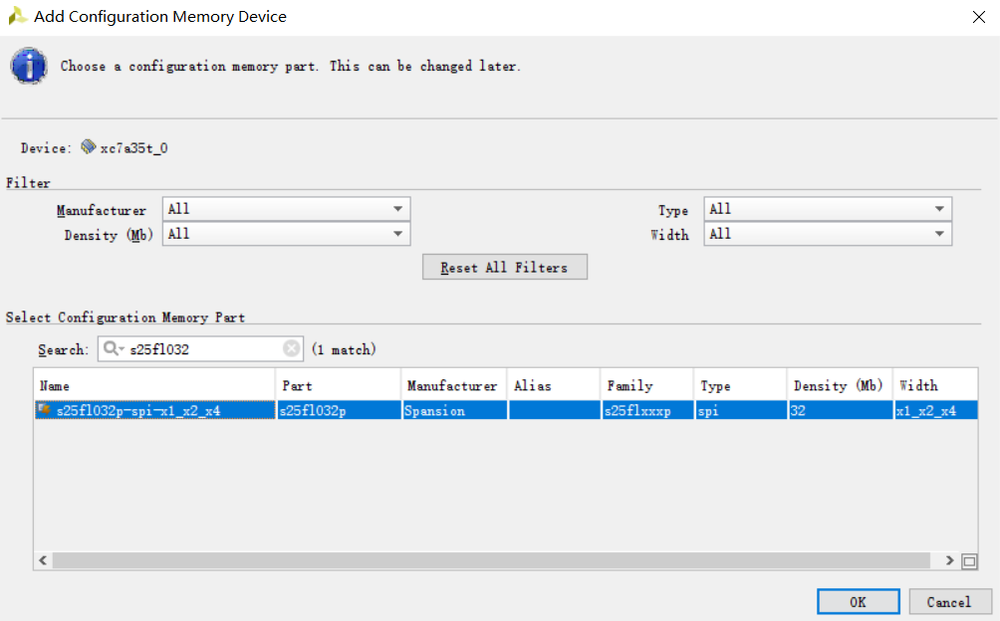 Add Configuration Memory Device
Choose a configuration memory part. This can be changed later.
Device: xc7a35t_0
Filter
Manufacturer All Type All
Density (Mb) All Width All
Reset All Filters
Select Configuration Memory Part
Search: s25fl032 (1 match)
Name Part Manufacturer Alias Family Type Density (Mb) Width
s25fl032p-spi-x1_x2_x4 s25fl032p Spansion s25flxxxp spi 32 x1_x2_x4
OK Cancel